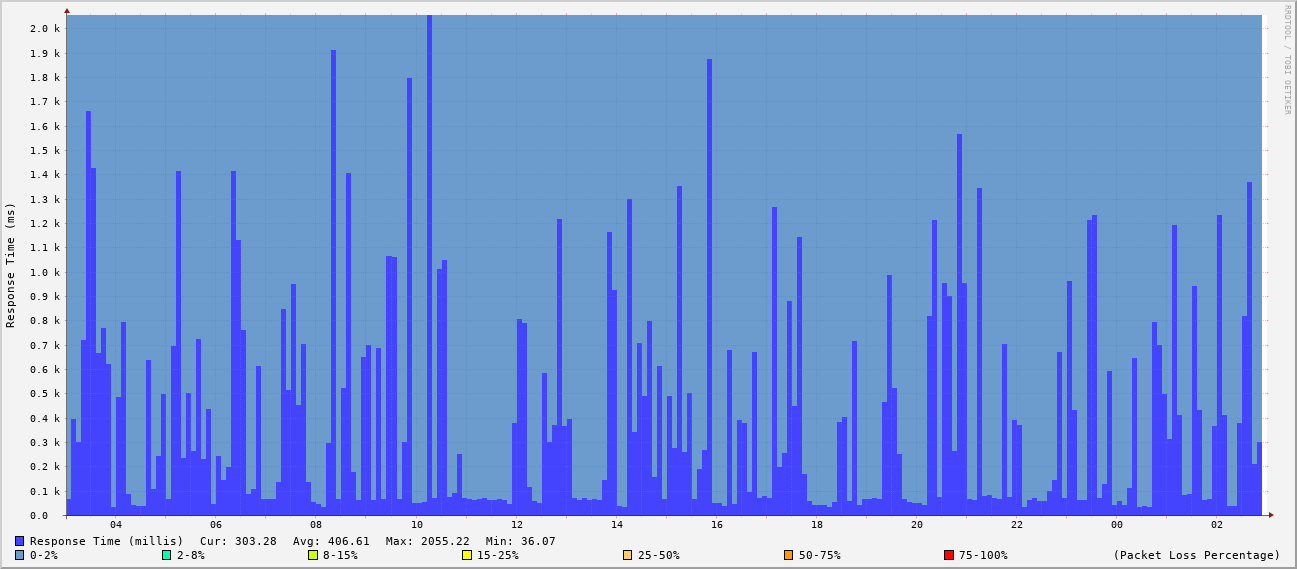 RRDTOOL / TOBI OETIKER
Response Time (ms)
2.0 k
1.9 k
1.8 k
1.7 k
1.6 k
1.5 k
1.4 k
1.3 k
1.2 k
1.1 k
1.0 k
0.9 k
0.8 k
0.7 k
0.6 k
0.5 k
0.4 k
0.3 k
0.2 k
0.1 k
0.0
04 06 08 10 12 14 16 18 20 22 00 02
Response Time (millis) Cur: 303.28 Avg: 406.61 Max: 2055.22 Min: 36.07
0-2% 2-8% 8-15% 15-25% 25-50% 50-75% 75-100% (Packet Loss Percentage)